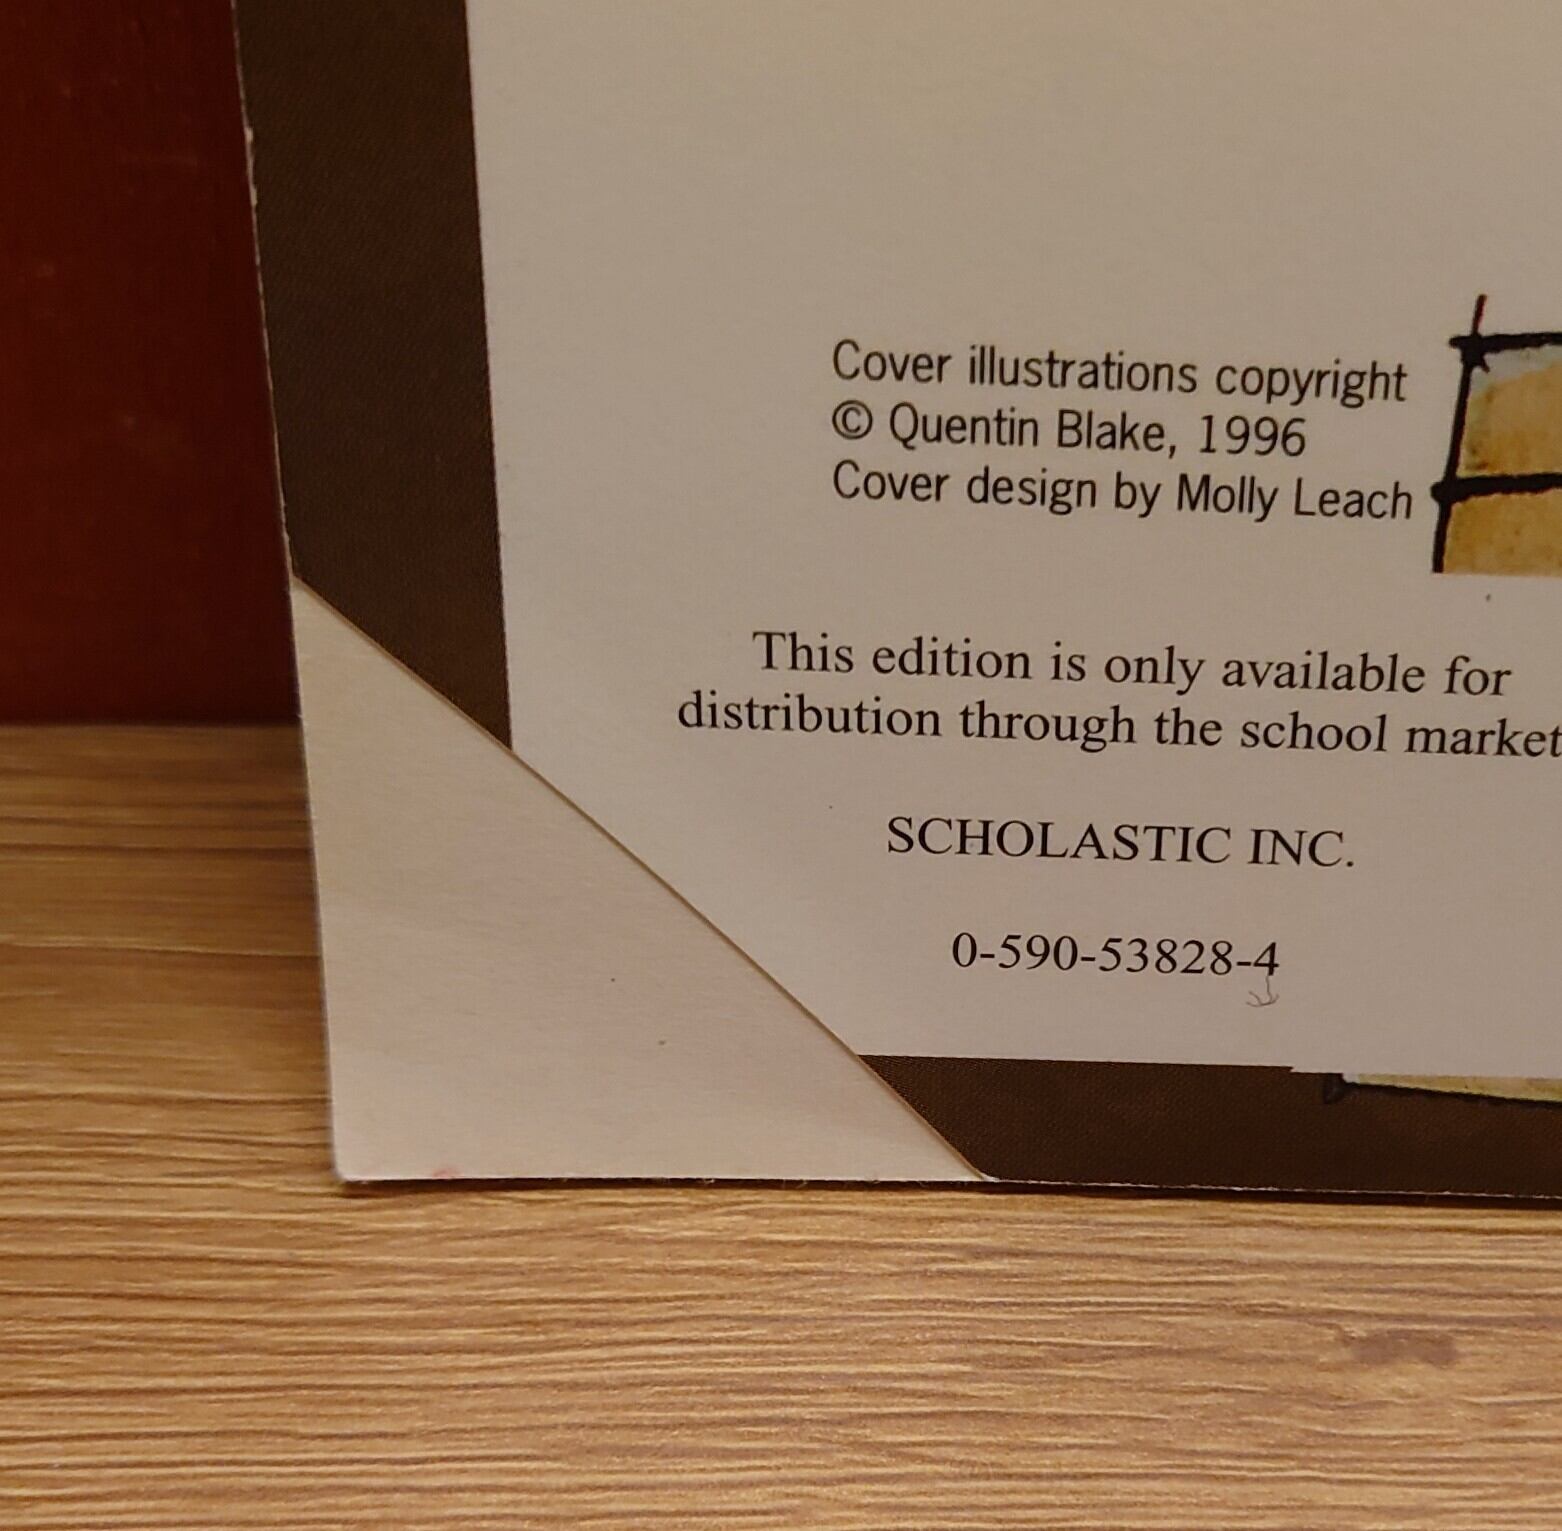 Cover illustrations copyright
© Quentin Blake, 1996
Cover design by Molly Leach
This edition is only available for
distribution through the school market
SCHOLASTIC INC.
0-590-53828-4